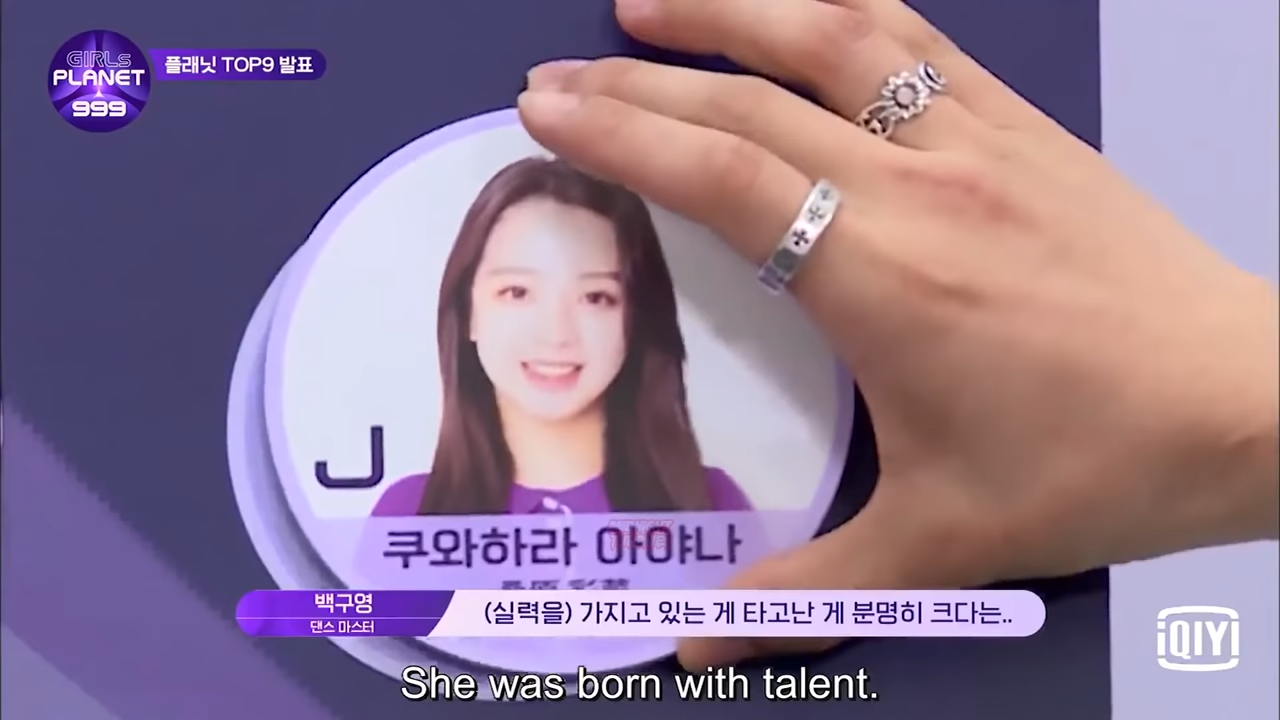 GIRLS
PLANET
999
플래닛 TOP9 발표
J
쿠와하라 아야나
백구영
댄스 마스터
(실력을) 가지고 있는 게 타고난 게 분명히 크다는..
She was born with talent.
iQIYI